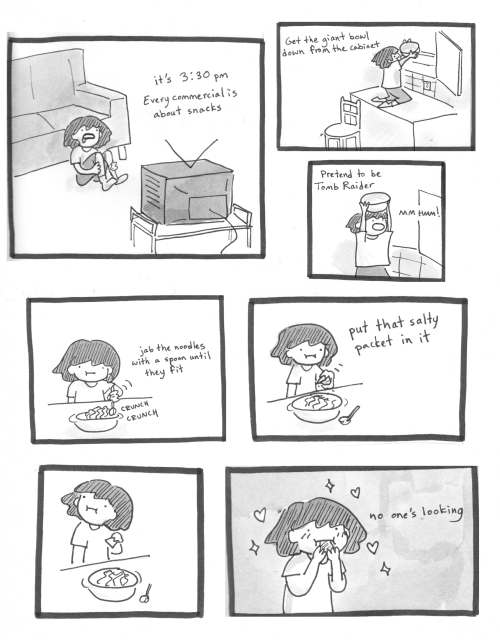 it's 3:30 pm
Every commercial is
about snacks
Get the giant bowl
down from the cabinet
Pretend to be
Tomb Raider
MM HMM!
jab the noodles
with a spoon until
they fit
CRUNCH
CRUNCH
put that salty
packet in it
no one's looking